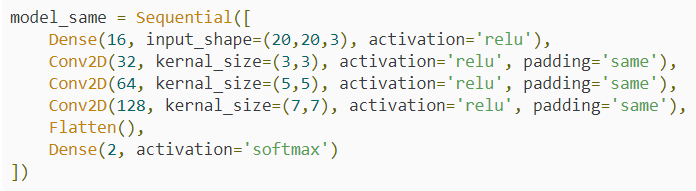 model_same = Sequential([
    Dense(16, input_shape=(20,20,3), activation='relu'),
    Conv2D(32, kernal_size=(3,3), activation='relu', padding='same'),
    Conv2D(64, kernal_size=(5,5), activation='relu', padding='same'),
    Conv2D(128, kernal_size=(7,7), activation='relu', padding='same'),
    Flatten(),
    Dense(2, activation='softmax')
])